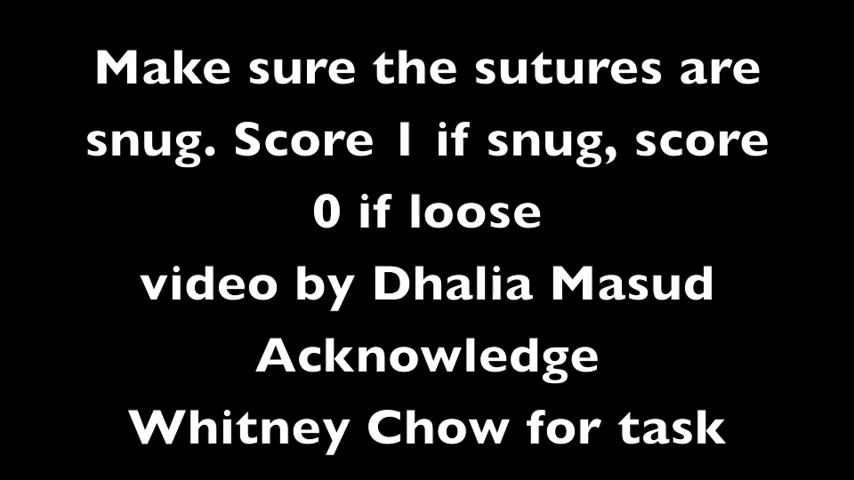 Make sure the sutures are
snug. Score 1 if snug, score
0 if loose
video by Dhalia Masud
Acknowledge
Whitney Chow for task